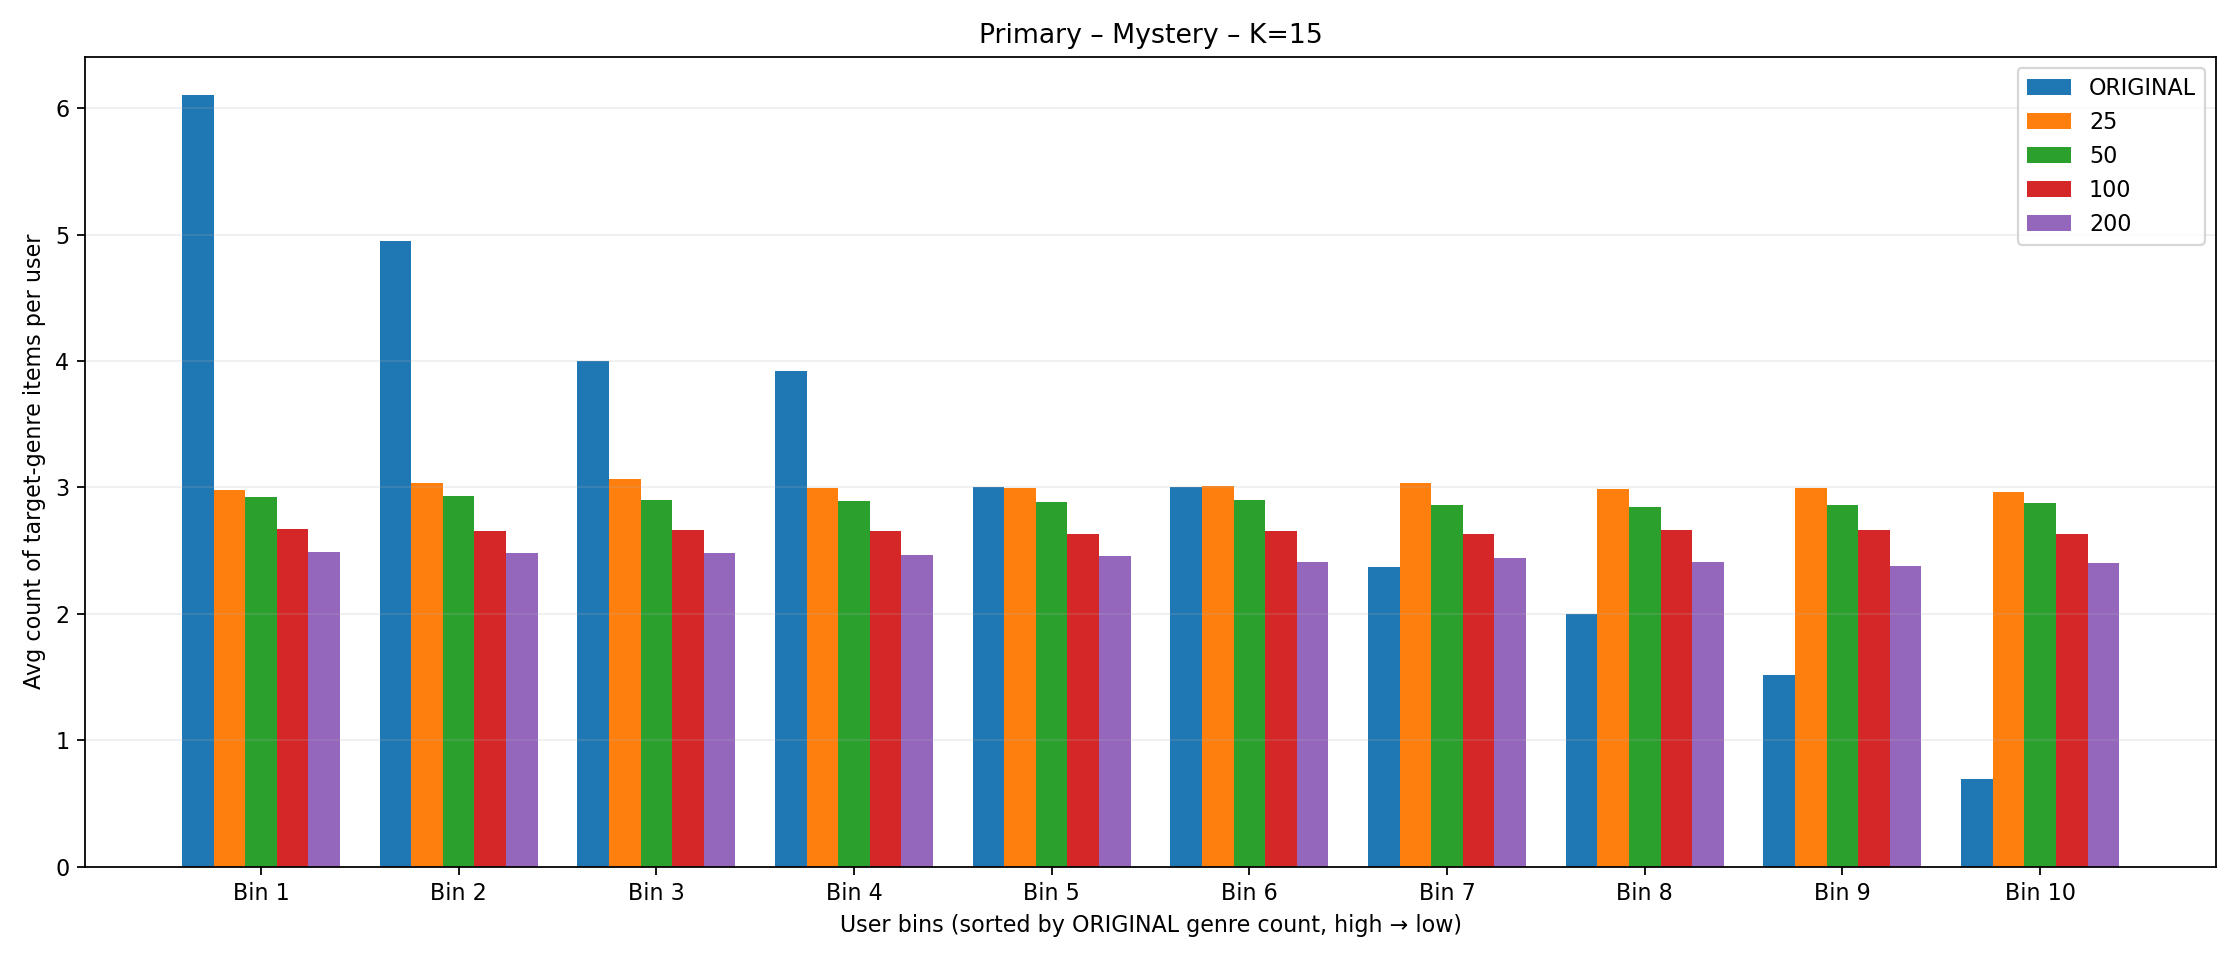 Primary – Mystery – K=15
ORIGINAL
25
50
100
200
Avg count of target-genre items per user
6
5
4
3
2
1
0
Bin 1 Bin 2 Bin 3 Bin 4 Bin 5 Bin 6 Bin 7 Bin 8 Bin 9 Bin 10
User bins (sorted by ORIGINAL genre count, high → low)